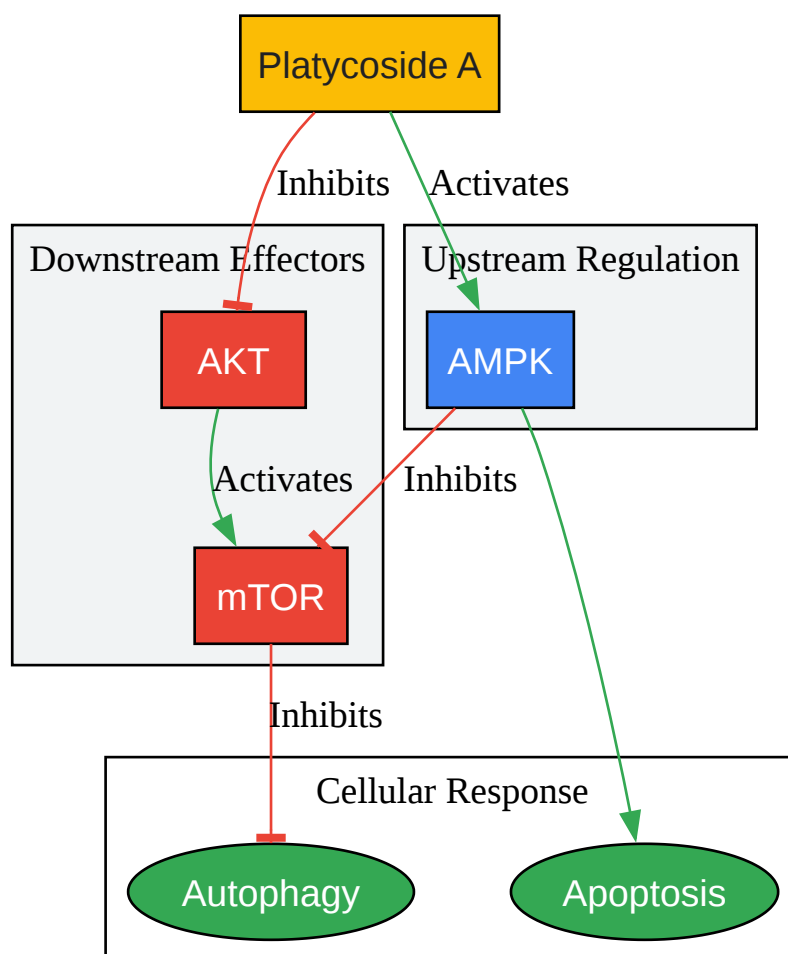 Platycoside A
Inhibits
Activates
Downstream Effectors
Upstream Regulation
AKT
AMPK
Activates
Inhibits
mTOR
Inhibits
Cellular Response
Autophagy
Apoptosis